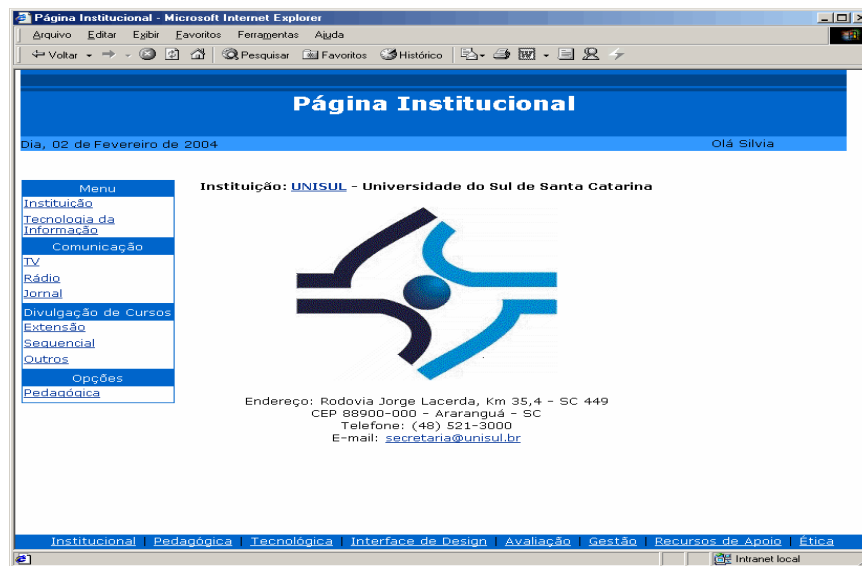 Página Institucional - Microsoft Internet Explorer
Arquivo Editar Exibir Favoritos Ferramentas Ajuda
Voltar Pesquisar Favoritos Histórico
Página Institucional
Dia, 02 de Fevereiro de 2004 Olá Silvia
Menu
Instituição
Tecnologia da
Informação
Comunicação
TV
Rádio
Jornal
Divulgação de Cursos
Extensão
Sequencial
Outros
Opções
Pedagógica
Instituição: UNISUL - Universidade do Sul de Santa Catarina
Endereço: Rodovia Jorge Lacerda, Km 35,4 - SC 449
CEP 88900-000 - Araranguá - SC
Telefone: (48) 521-3000
E-mail: secretaria@unisul.br
Institucional | Pedagógica | Tecnológica | Interface de Design | Avaliação | Gestão | Recursos de Apoio | Ética
Intranet local